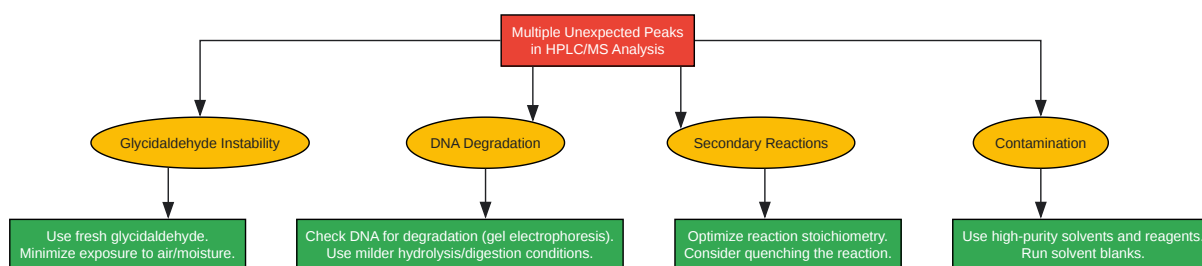 Multiple Unexpected Peaks
in HPLC/MS Analysis
Glycidaldehyde Instability
DNA Degradation
Secondary Reactions
Contamination
Use fresh glycidaldehyde.
Minimize exposure to air/moisture.
Check DNA for degradation (gel electrophoresis).
Use milder hydrolysis/digestion conditions.
Optimize reaction stoichiometry.
Consider quenching the reaction.
Use high-purity solvents and reagents.
Run solvent blanks.